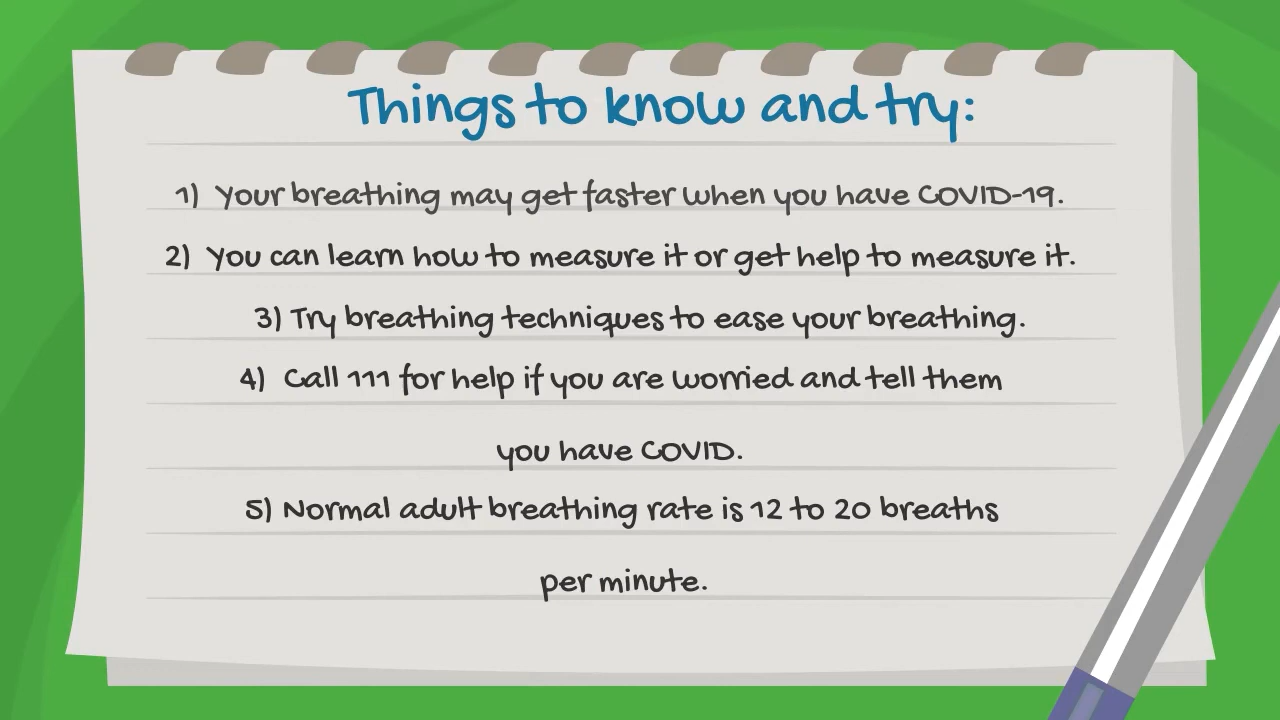 Things to know and try:
1) Your breathing may get faster when you have COVID-19.
2) You can learn how to measure it or get help to measure it.
3) Try breathing techniques to ease your breathing.
4) Call 111 for help if you are worried and tell them
you have COVID.
5) Normal adult breathing rate is 12 to 20 breaths
per minute.